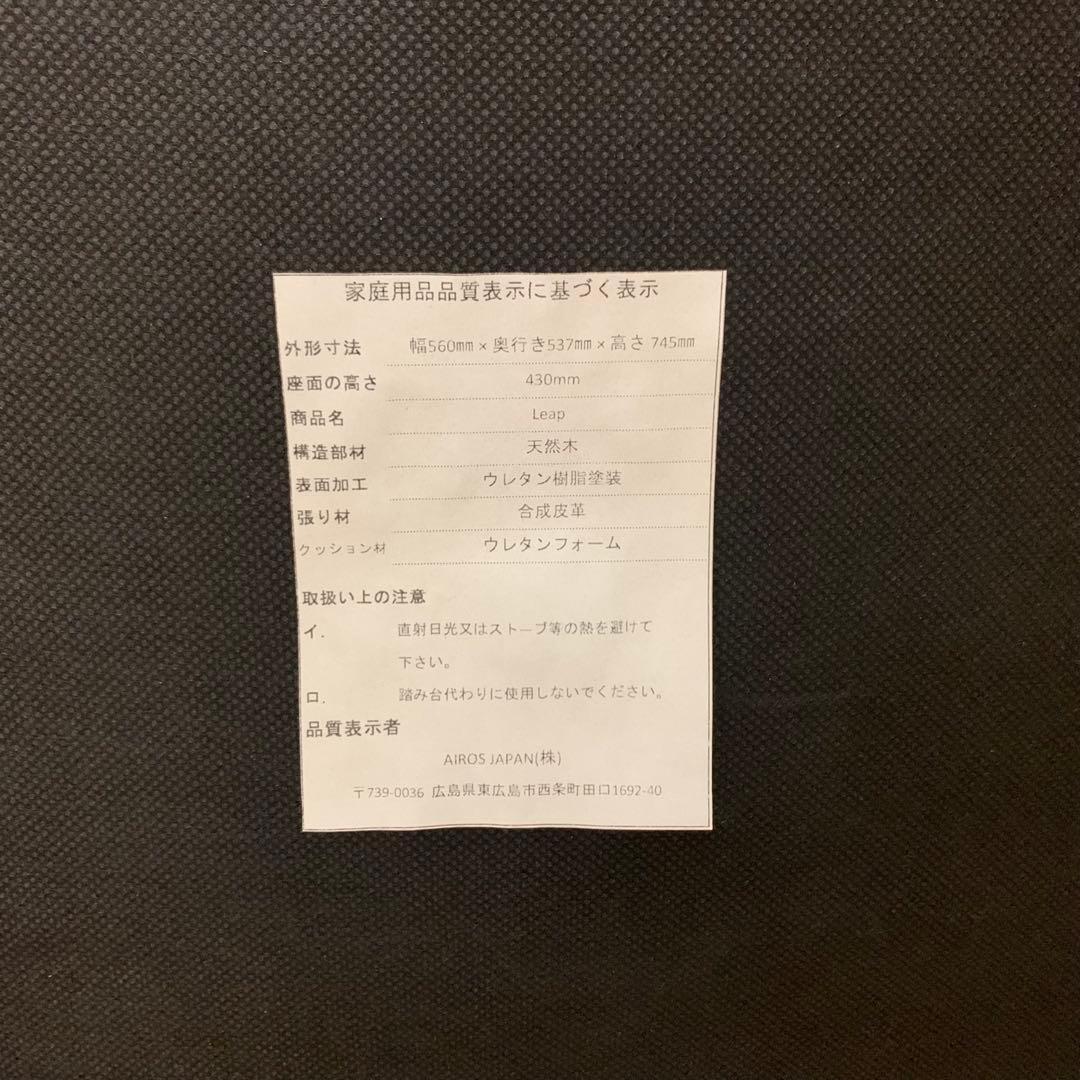 家庭用品品質表示に基づく表示
外形寸法 幅560㎜×奥行き537㎜×高さ 745㎜
座面の高さ 430mm
商品名 Leap
構造部材 天然木
表面加工 ウレタン樹脂塗装
張り材 合成皮革
クッション材 ウレタンフォーム
取扱い上の注意
イ. 直射日光又はストーブ等の熱を避けて
下さい。
ロ. 踏み台代わりに使用しないでください。
品質表示者
AIROS JAPAN(株)
〒739-0036 広島県東広島市西条町田口1692-40